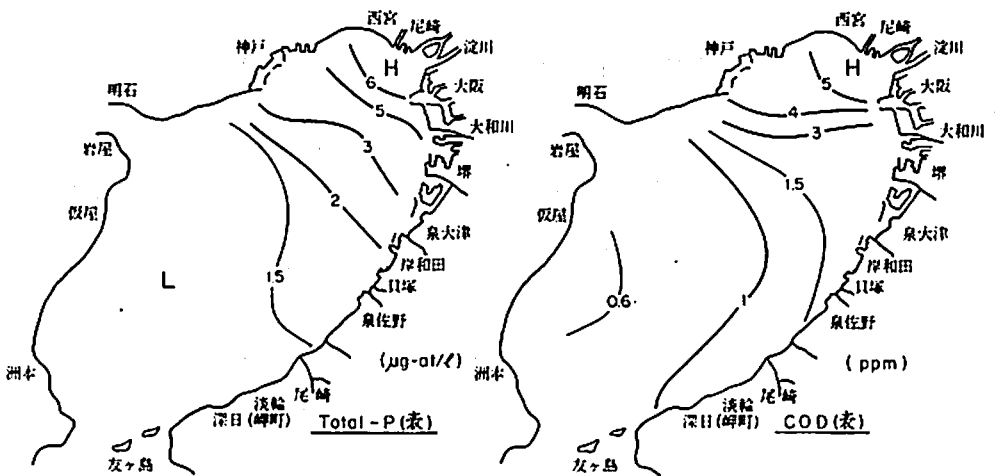 西宮
尾崎
神戸
淀川
H
6
大阪
明石
5
大和川
岩屋
3
堺
2
仮屋
泉大津
岸和田
L
1.5
貝塚
泉佐野
(μg-at/ℓ)
洲本
尾崎
淡輪
深日(岬町)
Total-P(表)
友ヶ島
西宮
尾崎
神戸
淀川
H
5
大阪
明石
4
3
大和川
岩屋
堺
1.5
仮屋
泉大津
岸和田
貝塚
0.6
1
泉佐野
(ppm)
洲本
尾崎
淡輪
深日(岬町)
COD(表)
友ヶ島